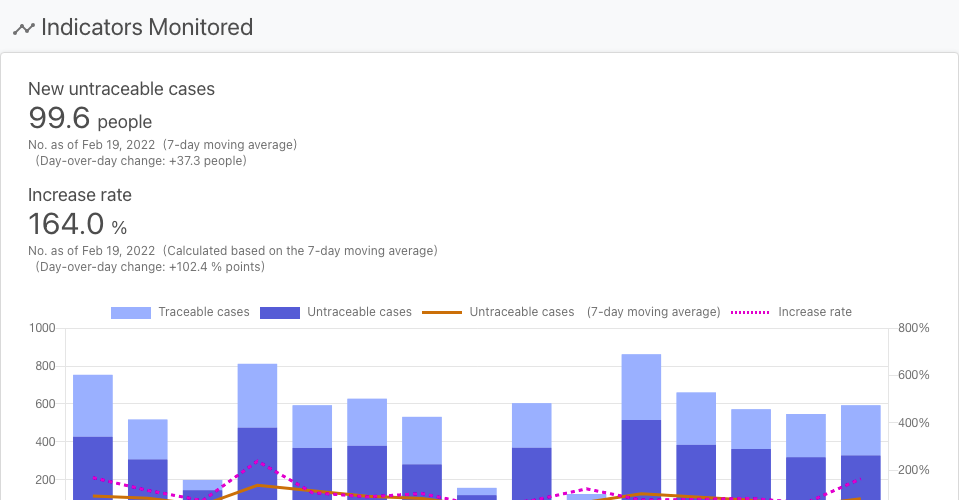 Indicators Monitored
New untraceable cases
99.6 people
No. as of Feb 19, 2022 (7-day moving average)
(Day-over-day change: +37.3 people)
Increase rate
164.0 %
No. as of Feb 19, 2022 (Calculated based on the 7-day moving average)
(Day-over-day change: +102.4 % points)
Traceable cases Untraceable cases Untraceable cases (7-day moving average) Increase rate
1000 800%
800
600% 
600
400%
400
200%
200